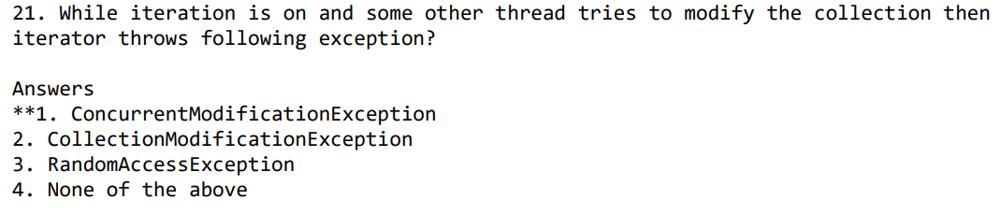 21. While iteration is on and some other thread tries to modify the collection then
iterator throws following exception?
Answers
**1. ConcurrentModificationException
2. CollectionModificationException
3. RandomAccessException
4. None of the above